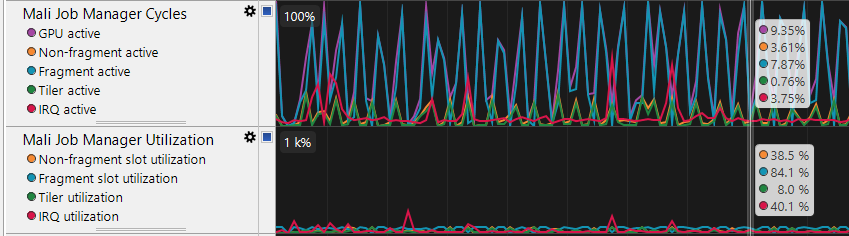 Mali Job Manager Cycles
GPU active
Non-fragment active
Fragment active
Tiler active
IRQ active
100%
9.35%
3.61%
7.87%
0.76%
3.75%
Mali Job Manager Utilization
Non-fragment slot utilization
Fragment slot utilization
Tiler utilization
IRQ utilization
1 k%
38.5 %
84.1 %
8.0 %
40.1 %